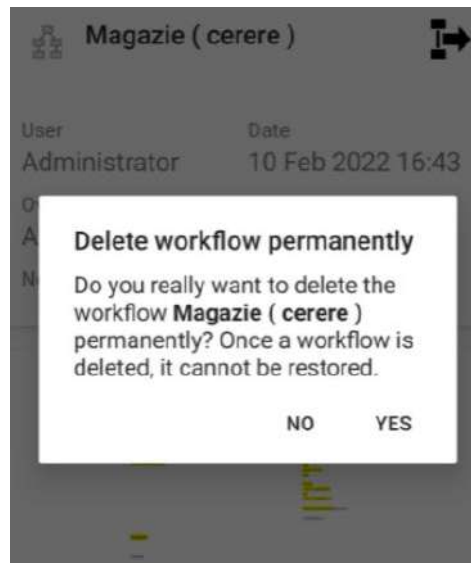 Magazie ( cerere )
User Date
Administrator 10 Feb 2022 16:43
Delete workflow permanently
Do you really want to delete the
workflow Magazie ( cerere )
permanently? Once a workflow is
deleted, it cannot be restored.
NO YES